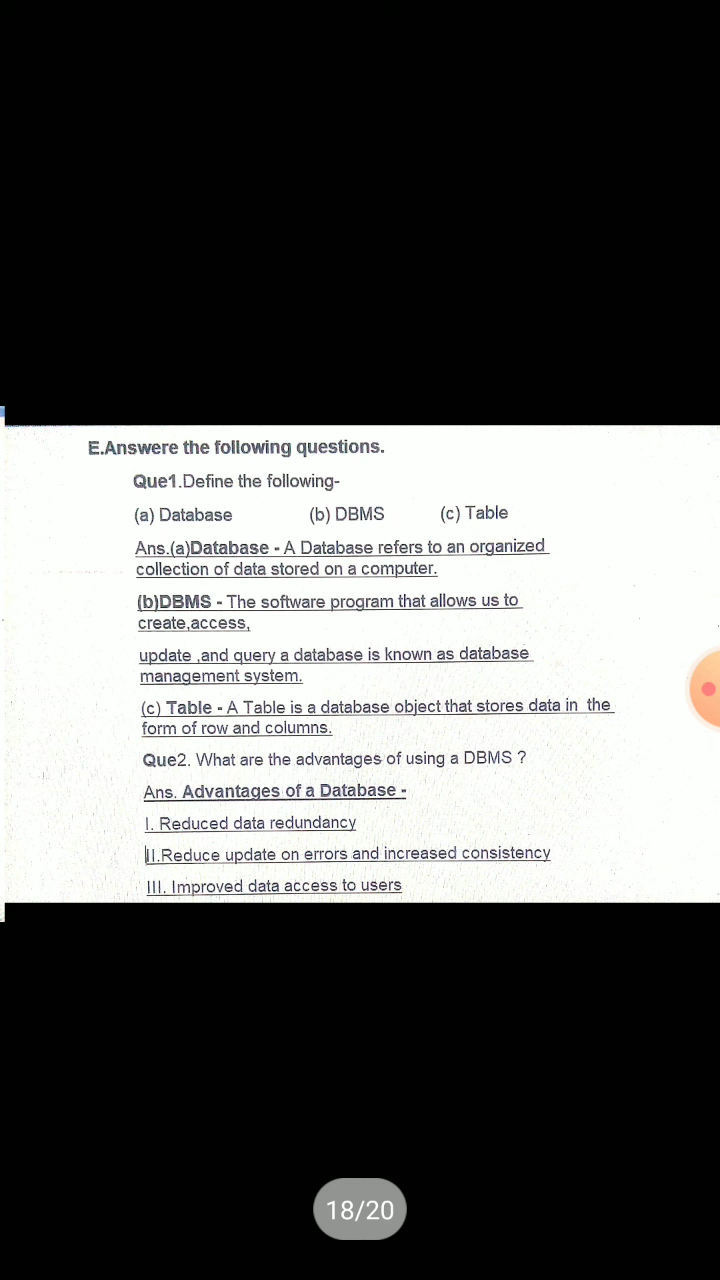 E.Answere the following questions.
Que1.Define the following-
(a) Database (b) DBMS (c) Table
Ans.(a)Database - A Database refers to an organized
collection of data stored on a computer.
(b)DBMS - The software program that allows us to
create,access,
update ,and query a database is known as database
management system.
(c) Table - A Table is a database object that stores data in the
form of row and columns.
Que2. What are the advantages of using a DBMS ?
Ans. Advantages of a Database -
I. Reduced data redundancy
II.Reduce update on errors and increased consistency
III. Improved data access to users
18/20